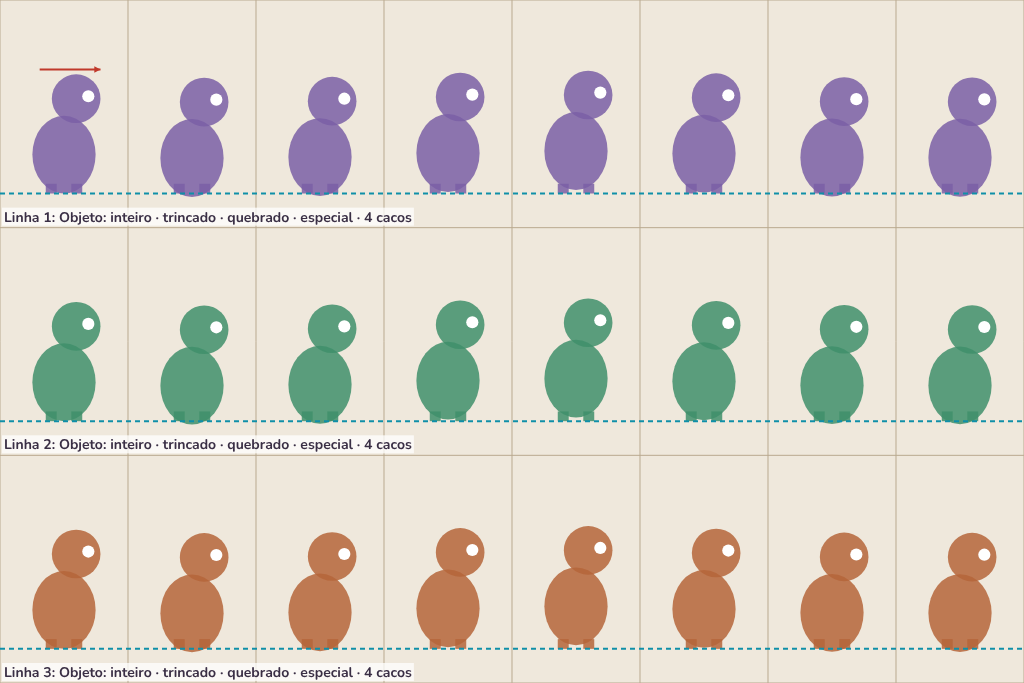 Linha 1: Objeto: inteiro · trincado · quebrado · especial · 4 cacos
Linha 2: Objeto: inteiro · trincado · quebrado · especial · 4 cacos
Linha 3: Objeto: inteiro · trincado · quebrado · especial · 4 cacos